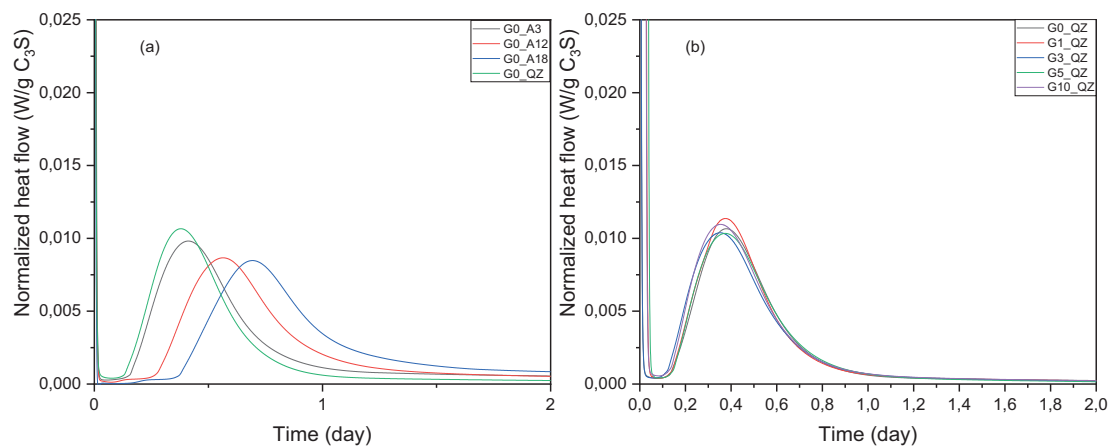 (a)
G0_A3
G0_A12
G0_A18
G0_QZ
0,025
0,020
0,015
0,010
0,005
0,000
Normalized heat flow (W/g C₃S)
0
1
2
Time (day)
(b)
G0_QZ
G1_QZ
G3_QZ
G5_QZ
G10_QZ
0,025
0,020
0,015
0,010
0,005
0,000
Normalized heat flow (W/g C₃S)
0,0
0,2
0,4
0,6
0,8
1,0
1,2
1,4
1,6
1,8
2,0
Time (day)